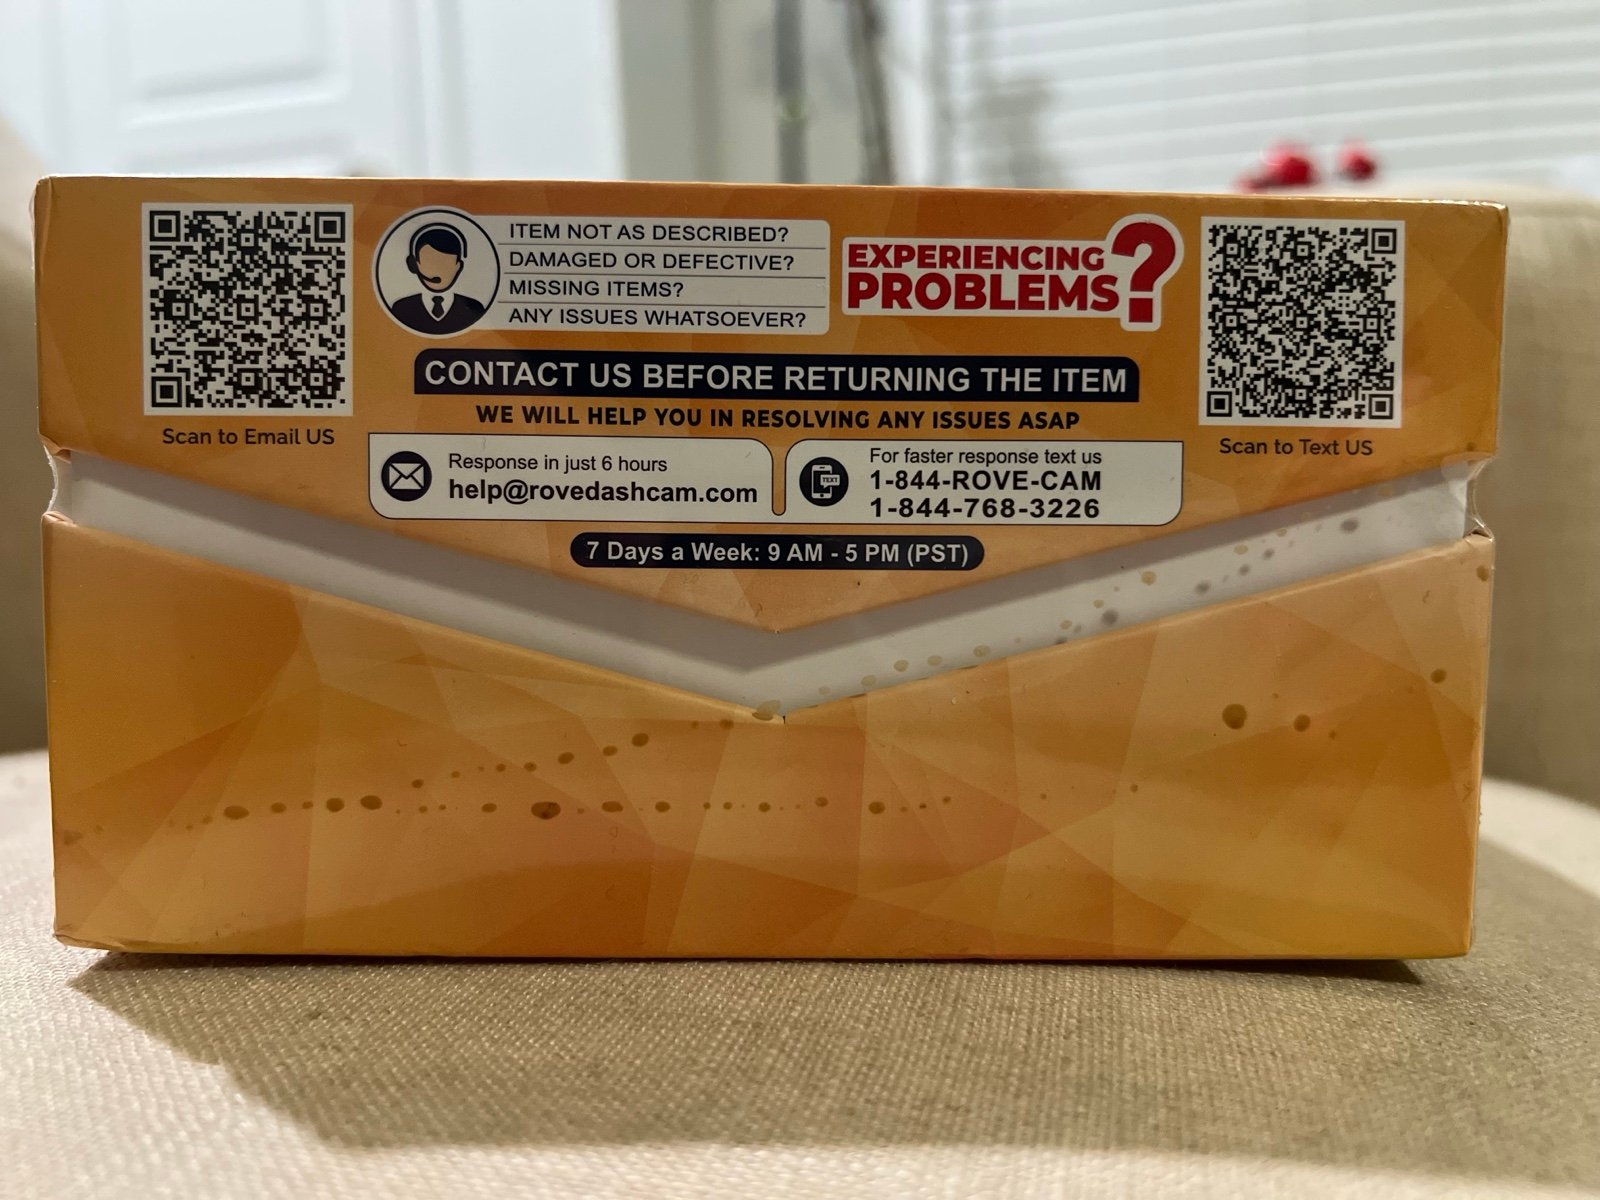 ITEM NOT AS DESCRIBED?
DAMAGED OR DEFECTIVE?
MISSING ITEMS?
ANY ISSUES WHATSOEVER?
EXPERIENCING
PROBLEMS?
CONTACT US BEFORE RETURNING THE ITEM
WE WILL HELP YOU IN RESOLVING ANY ISSUES ASAP
Scan to Email US
Scan to Text US
Response in just 6 hours
help@rovedashcam.com
TEXT
For faster response text us
1-844-ROVE-CAM
1-844-768-3226
7 Days a Week: 9 AM - 5 PM (PST)